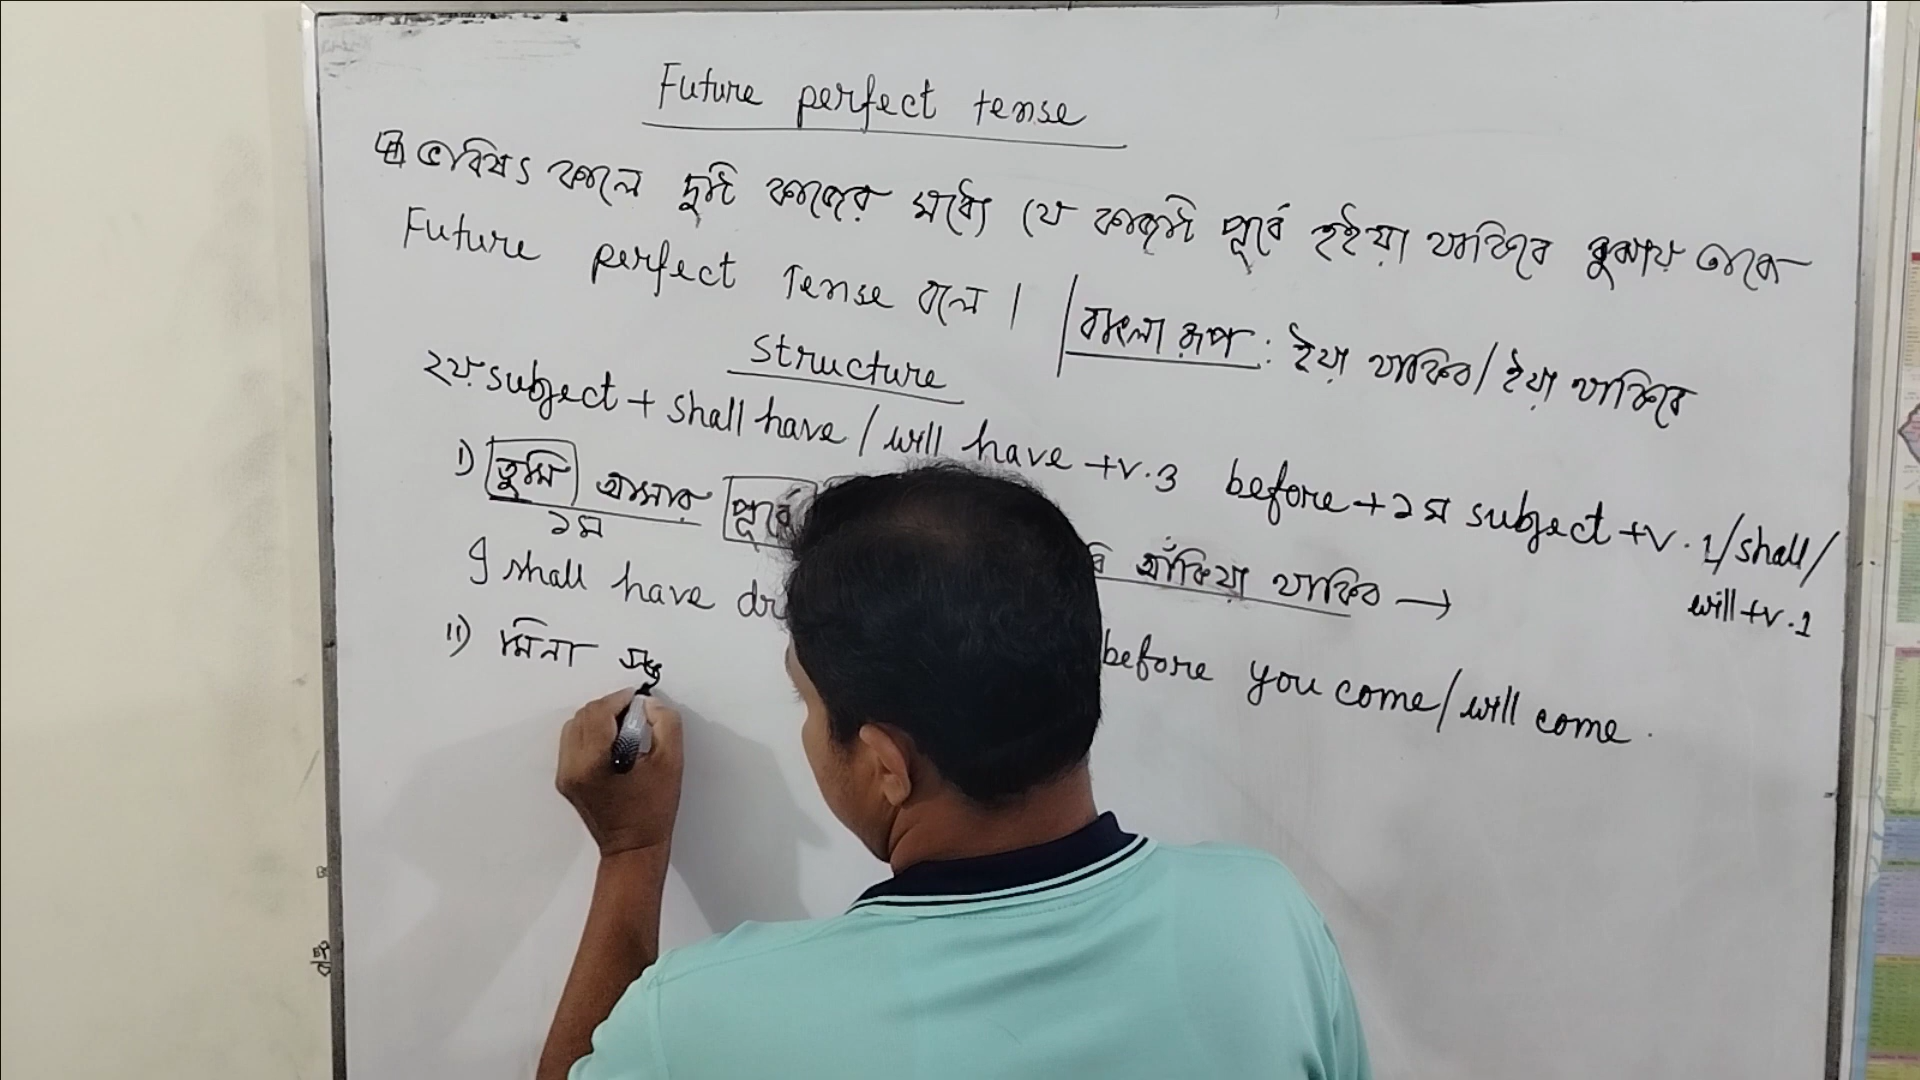 Future perfect tense
ভবিষৎ কালে দুটি কাজের মধ্যে যে কাজটি পূর্বে হইয়া থাকিবে বুঝায় তাকে
Future perfect Tense বলে।
বাংলা রূপ: ইয়া থাকিব/ইয়া থাকিবে
Structure
২য় subject + shall have / will have + v.3 before + ১ম subject + v.1/shall/
will + v.1
i) তুমি আসার পূর্বে আঁকিয়া থাকিব →
১ম
I shall have before you come/will come.
ii) মিনা